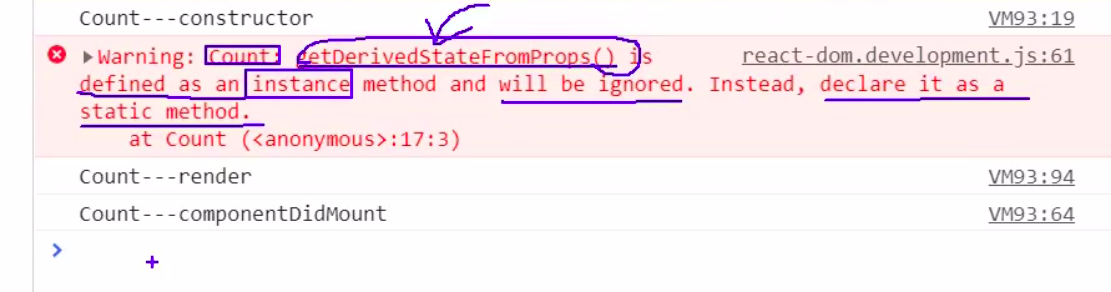 Count---constructor VM93:19
▶Warning: Count: getDerivedStateFromProps() is react-dom.development.js:61
defined as an instance method and will be ignored. Instead, declare it as a
static method.
at Count (<anonymous>:17:3)
Count---render VM93:94
Count---componentDidMount VM93:64
>